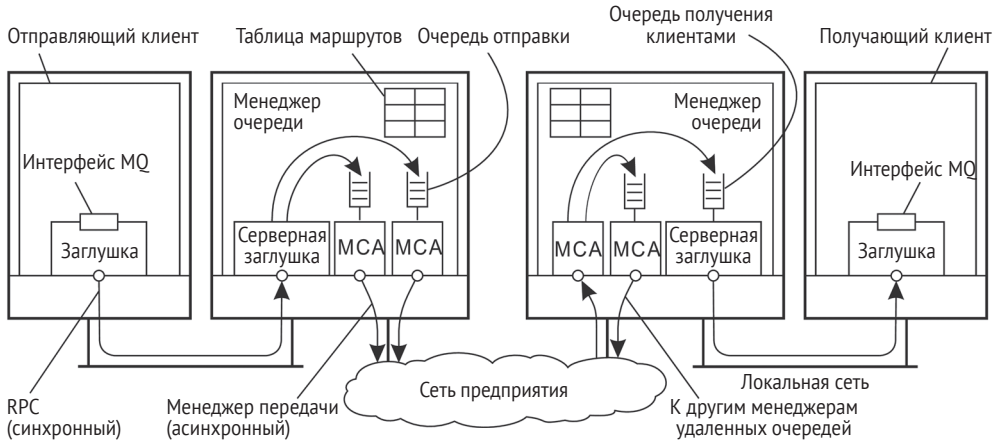 Очередь получения
клиентами
Отправляющий клиент
Таблица маршрутов
Очередь отправки
Получающий клиент
Менеджер
очереди
Менеджер
очереди
Интерфейс MQ
Интерфейс MQ
Заглушка
Серверная
заглушка
MCA
MCA
MCA
MCA
Серверная
заглушка
Заглушка
Сеть предприятия
Локальная сеть
RPC
(синхронный)
Менеджер передачи
(асинхронный)
К другим менеджерам
удаленных очередей